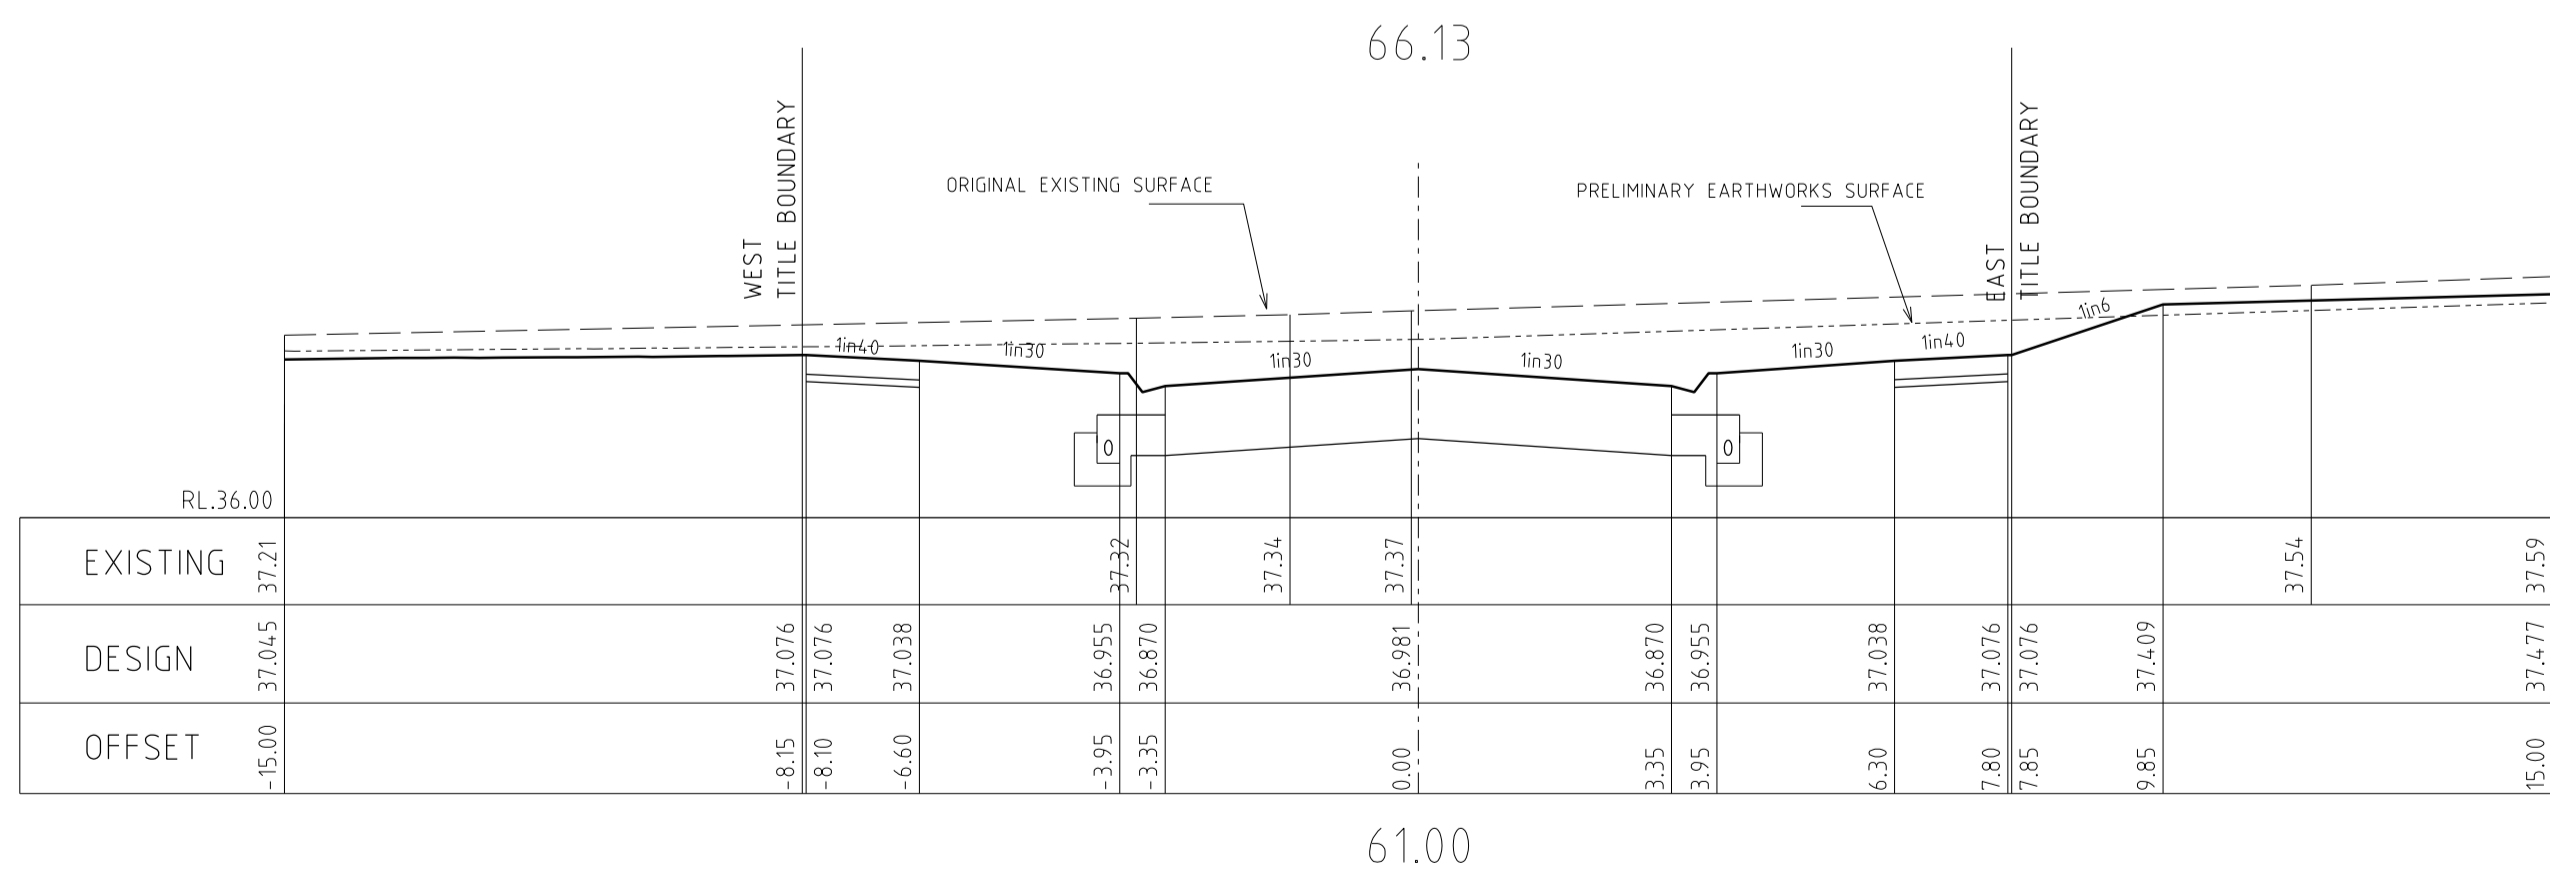 66.13
WEST
TITLE BOUNDARY
EAST
TITLE BOUNDARY
ORIGINAL EXISTING SURFACE
PRELIMINARY EARTHWORKS SURFACE
1in40
1in30
1in30
1in30
1in30
1in40
1in6
0
0
RL.36.00
EXISTING 37.21 37.32 37.34 37.37 37.54 37.59
DESIGN 37.045 37.076 37.076 37.038 36.955 36.870 36.981 36.870 36.955 37.038 37.076 37.076 37.409 37.477
OFFSET -15.00 -8.15 -8.10 -6.60 -3.95 -3.35 0.00 3.35 3.95 6.30 7.80 7.85 9.85 15.00
61.00